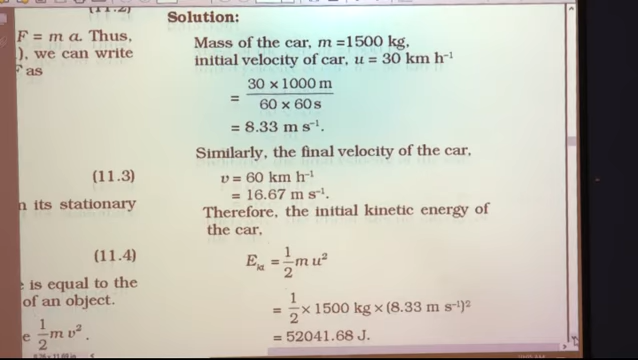 F = m a. Thus,
), we can write
as
(11.3)
n its stationary
(11.4)
is equal to the
of an object.
e 1/2 m v².
Solution:
Mass of the car, m =1500 kg,
initial velocity of car, u = 30 km h⁻¹
= 30 × 1000 m / 60 × 60 s
= 8.33 m s⁻¹.
Similarly, the final velocity of the car,
v = 60 km h⁻¹
= 16.67 m s⁻¹.
Therefore, the initial kinetic energy of
the car,
= 1/2 m u²
= 1/2 × 1500 kg × (8.33 m s⁻¹)²
= 52041.68 J.